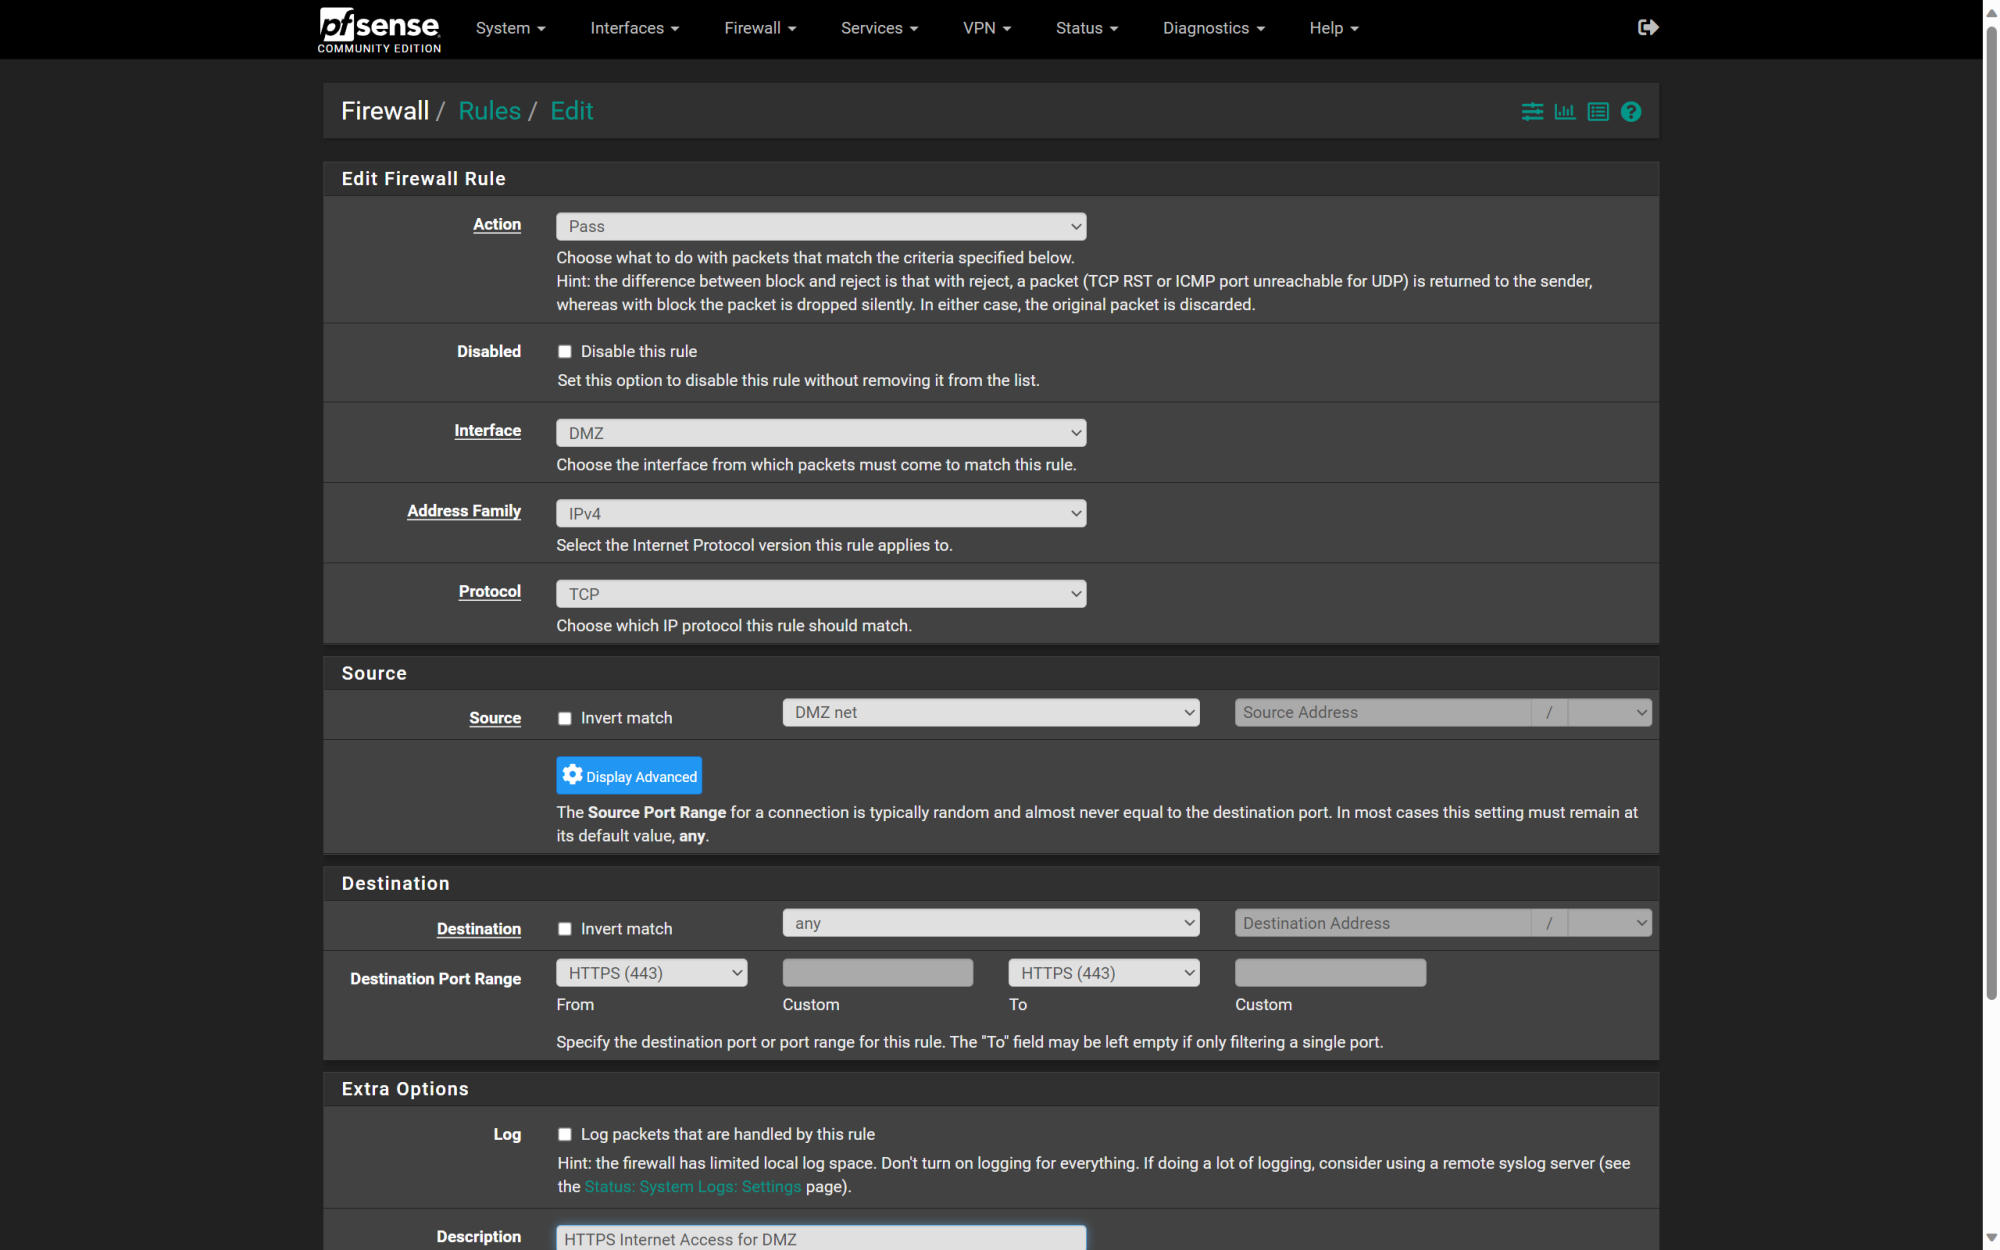 pfsense
COMMUNITY EDITION
System Interfaces Firewall Services VPN Status Diagnostics Help
Firewall / Rules / Edit
Edit Firewall Rule
Action Pass
Choose what to do with packets that match the criteria specified below.
Hint: the difference between block and reject is that with reject, a packet (TCP RST or ICMP port unreachable for UDP) is returned to the sender,
whereas with block the packet is dropped silently. In either case, the original packet is discarded.
Disabled Disable this rule
Set this option to disable this rule without removing it from the list.
Interface DMZ
Choose the interface from which packets must come to match this rule.
Address Family IPv4
Select the Internet Protocol version this rule applies to.
Protocol TCP
Choose which IP protocol this rule should match.
Source
Source Invert match DMZ net Source Address /
Display Advanced
The Source Port Range for a connection is typically random and almost never equal to the destination port. In most cases this setting must remain at
its default value, any.
Destination
Destination Invert match any Destination Address /
Destination Port Range HTTPS (443) HTTPS (443)
From Custom To Custom
Specify the destination port or port range for this rule. The "To" field may be left empty if only filtering a single port.
Extra Options
Log Log packets that are handled by this rule
Hint: the firewall has limited local log space. Don't turn on logging for everything. If doing a lot of logging, consider using a remote syslog server (see
the Status: System Logs: Settings page).
Description HTTPS Internet Access for DMZ